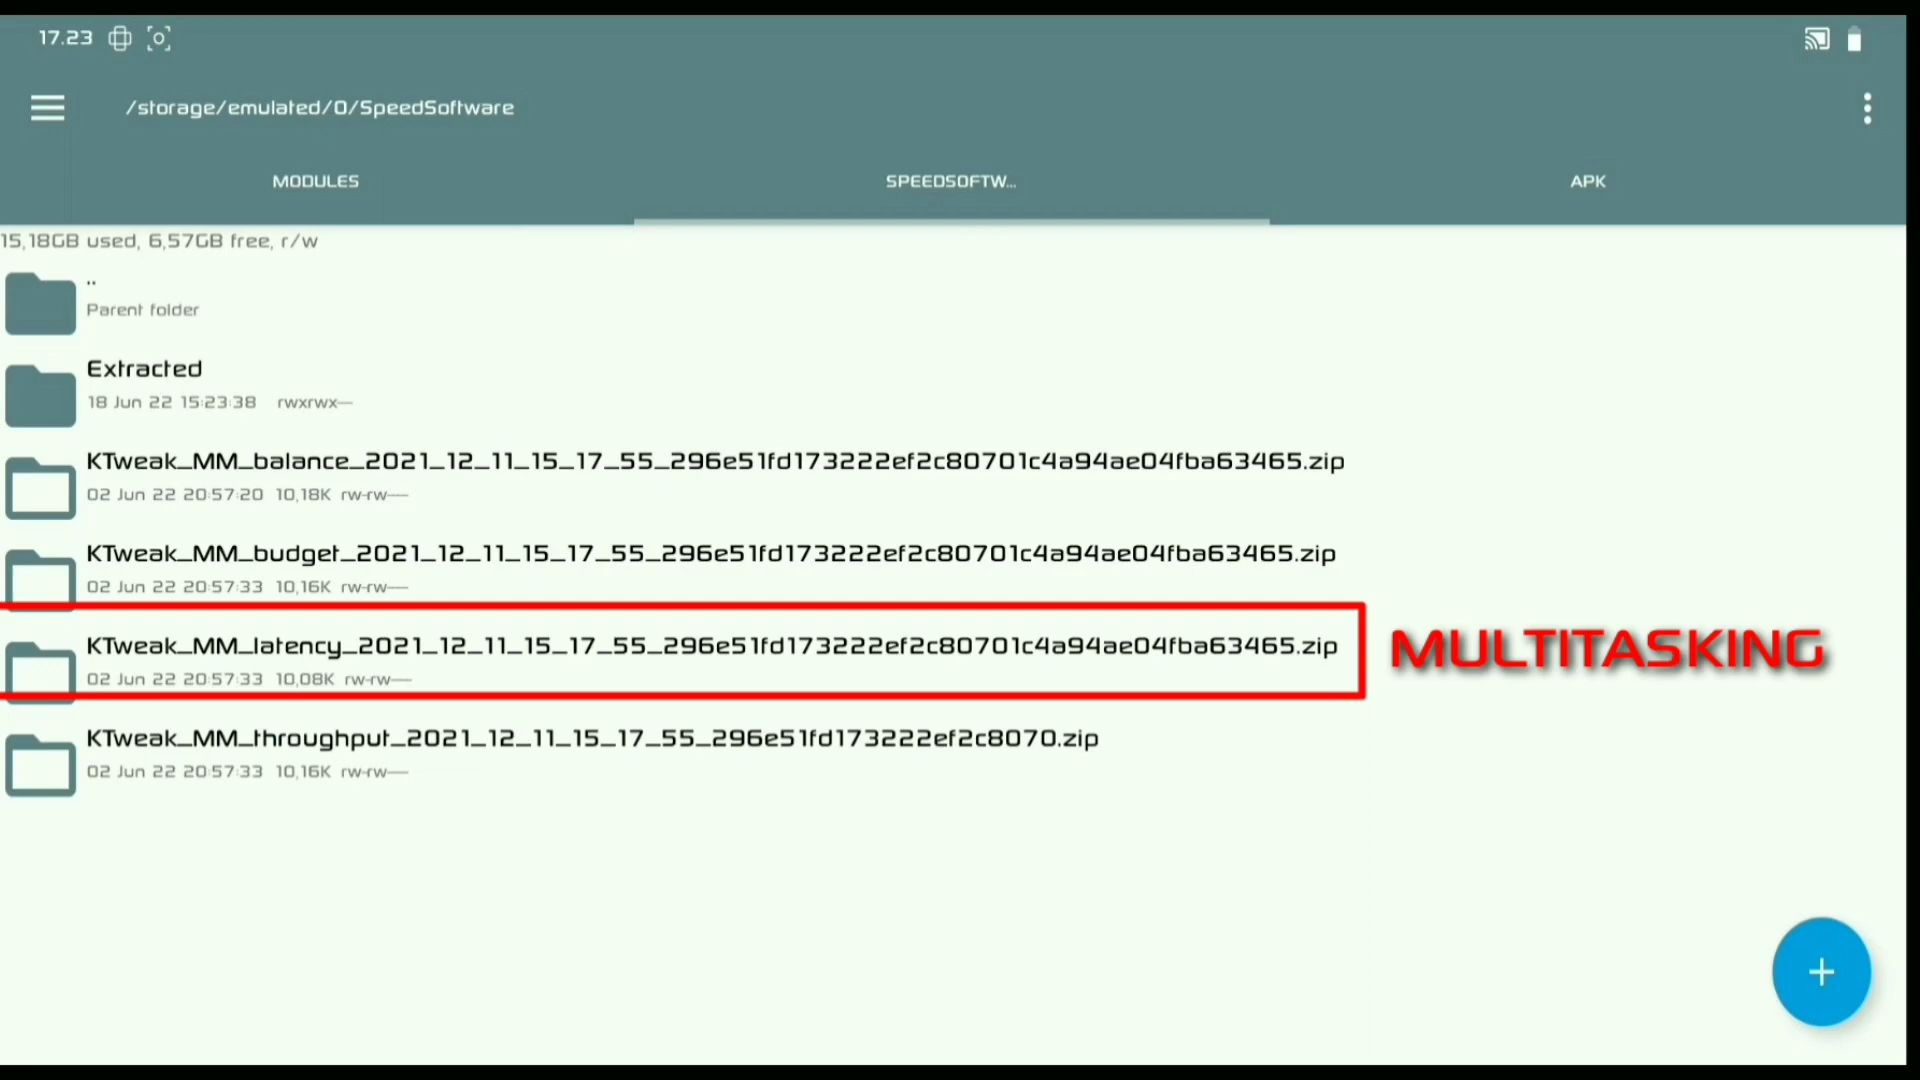 17.23
/storage/emulated/0/SpeedSoftware
MODULES
SPEEDSOFTW...
APK
15,18GB used, 6,57GB free, r/w
..
Parent folder
Extracted
18 Jun 22 15:23:38 rwxrwx---
KTweak_MM_balance_2021_12_11_15_17_55_296e51fd173222ef2c80701c4a94ae04fba63465.zip
02 Jun 22 20:57:20 10,18K rw-rw----
KTweak_MM_budget_2021_12_11_15_17_55_296e51fd173222ef2c80701c4a94ae04fba63465.zip
02 Jun 22 20:57:33 10,16K rw-rw----
KTweak_MM_latency_2021_12_11_15_17_55_296e51fd173222ef2c80701c4a94ae04fba63465.zip
MULTITASKING
02 Jun 22 20:57:33 10,08K rw-rw----
KTweak_MM_throughput_2021_12_11_15_17_55_296e51fd173222ef2c8070.zip
02 Jun 22 20:57:33 10,16K rw-rw----